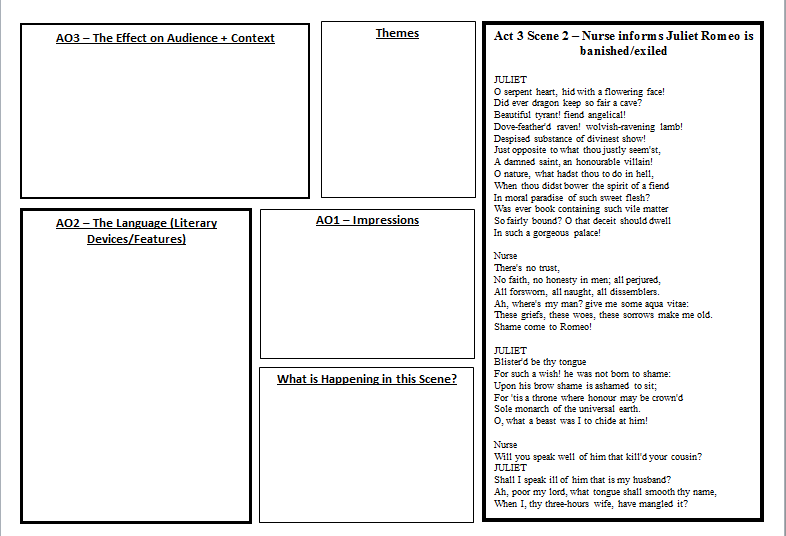 AO3 – The Effect on Audience + Context
Themes
Act 3 Scene 2 – Nurse informs Juliet Romeo is
banished/exiled
JULIET
O serpent heart, hid with a flowering face!
Did ever dragon keep so fair a cave?
Beautiful tyrant! fiend angelical!
Dove-feather'd raven! wolvish-ravening lamb!
Despised substance of divinest show!
Just opposite to what thou justly seem'st,
A damned saint, an honourable villain!
O nature, what hadst thou to do in hell,
When thou didst bower the spirit of a fiend
In moral paradise of such sweet flesh?
Was ever book containing such vile matter
So fairly bound? O that deceit should dwell
In such a gorgeous palace!
Nurse
There's no trust,
No faith, no honesty in men; all perjured,
All forsworn, all naught, all dissemblers.
Ah, where's my man? give me some aqua vitae:
These griefs, these woes, these sorrows make me old.
Shame come to Romeo!
JULIET
Blister'd be thy tongue
For such a wish! he was not born to shame:
Upon his brow shame is ashamed to sit;
For 'tis a throne where honour may be crown'd
Sole monarch of the universal earth.
O, what a beast was I to chide at him!
Nurse
Will you speak well of him that kill'd your cousin?
JULIET
Shall I speak ill of him that is my husband?
Ah, poor my lord, what tongue shall smooth thy name,
When I, thy three-hours wife, have mangled it?
AO2 – The Language (Literary
Devices/Features)
AO1 – Impressions
What is Happening in this Scene?